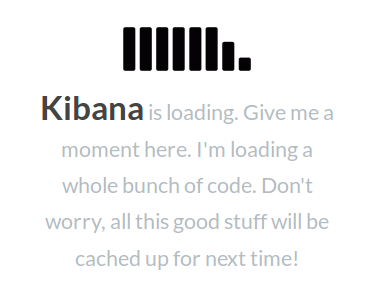 Kibana is loading. Give me a
moment here. I'm loading a
whole bunch of code. Don't
worry, all this good stuff will be
cached up for next time!